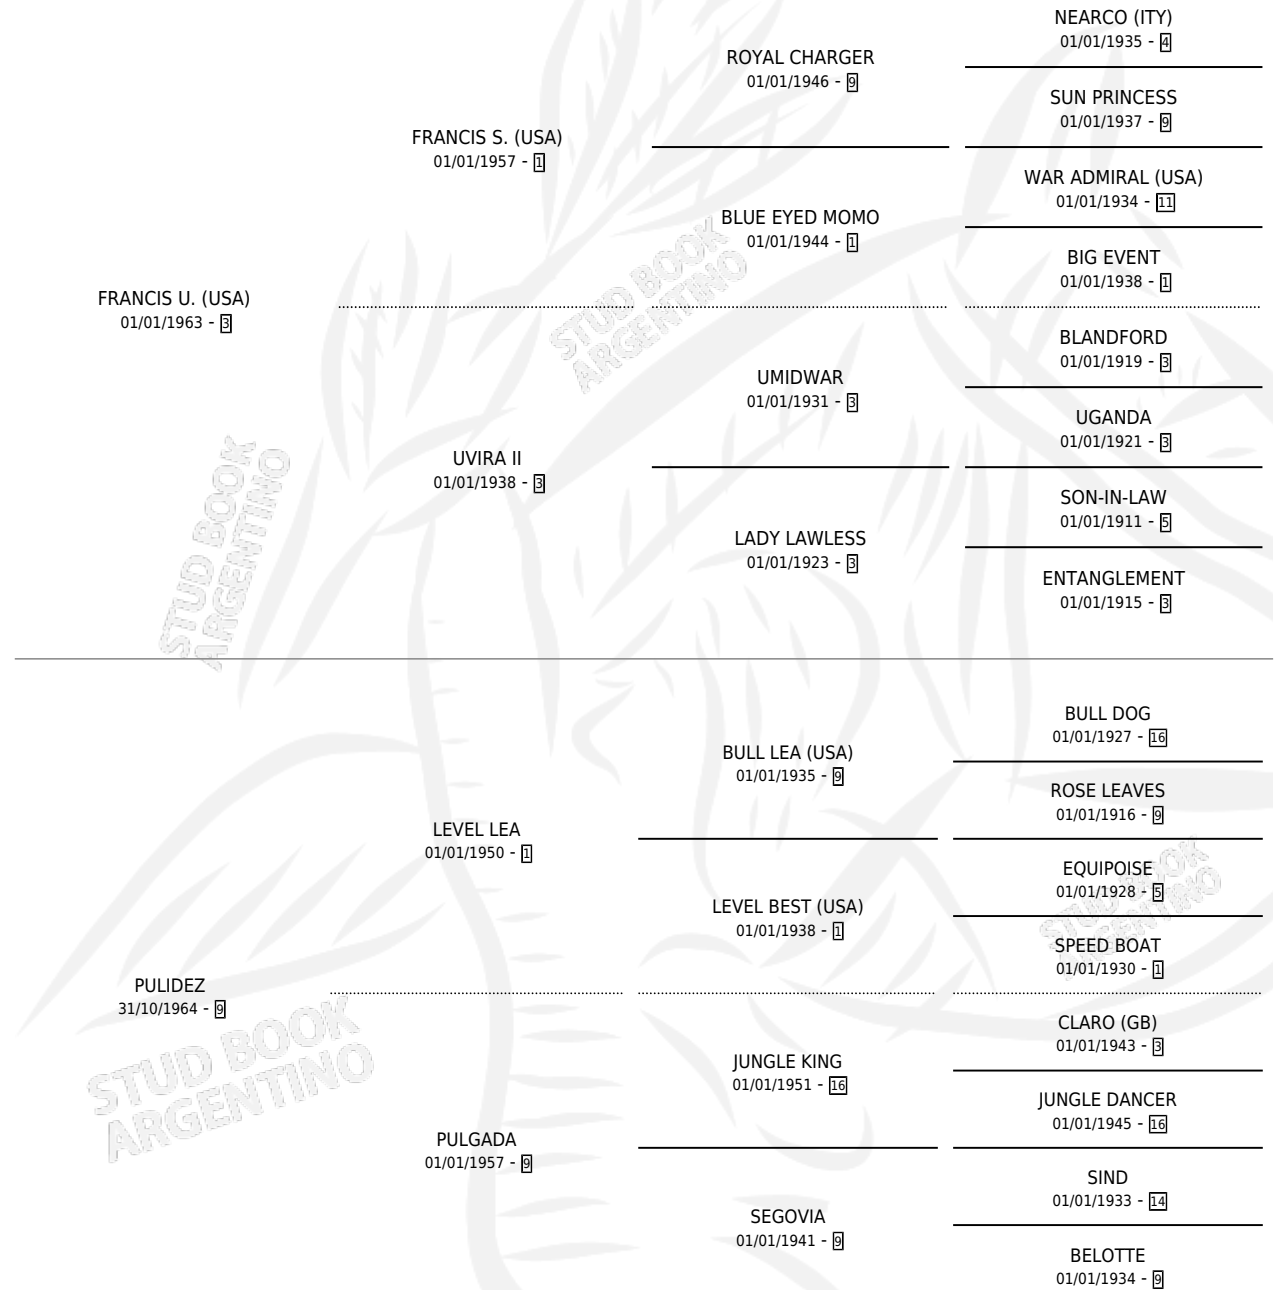 NEARCO (ITY)
01/01/1935 - 4
ROYAL CHARGER
01/01/1946 - 9
SUN PRINCESS
01/01/1937 - 9
FRANCIS S. (USA)
01/01/1957 - 1
WAR ADMIRAL (USA)
01/01/1934 - 11
BLUE EYED MOMO
01/01/1944 - 1
BIG EVENT
01/01/1938 - 1
FRANCIS U. (USA)
01/01/1963 - 3
BLANDFORD
01/01/1919 - 3
UMIDWAR
01/01/1931 - 3
UGANDA
01/01/1921 - 3
UVIRA II
01/01/1938 - 3
SON-IN-LAW
01/01/1911 - 5
LADY LAWLESS
01/01/1923 - 3
ENTANGLEMENT
01/01/1915 - 3
BULL DOG
01/01/1927 - 16
BULL LEA (USA)
01/01/1935 - 9
ROSE LEAVES
01/01/1916 - 9
LEVEL LEA
01/01/1950 - 1
EQUIPOISE
01/01/1928 - 5
LEVEL BEST (USA)
01/01/1938 - 1
SPEED BOAT
01/01/1930 - 1
PULIDEZ
31/10/1964 - 9
CLARO (GB)
01/01/1943 - 3
JUNGLE KING
01/01/1951 - 16
JUNGLE DANCER
01/01/1945 - 16
PULGADA
01/01/1957 - 9
SIND
01/01/1933 - 14
SEGOVIA
01/01/1941 - 9
BELOTTE
01/01/1934 - 9
STUD BOOK
ARGENTINO
STUD BOOK
ARGENTINO
STUD BOOK
ARGENTINO
STUD BOOK
ARGENTINO